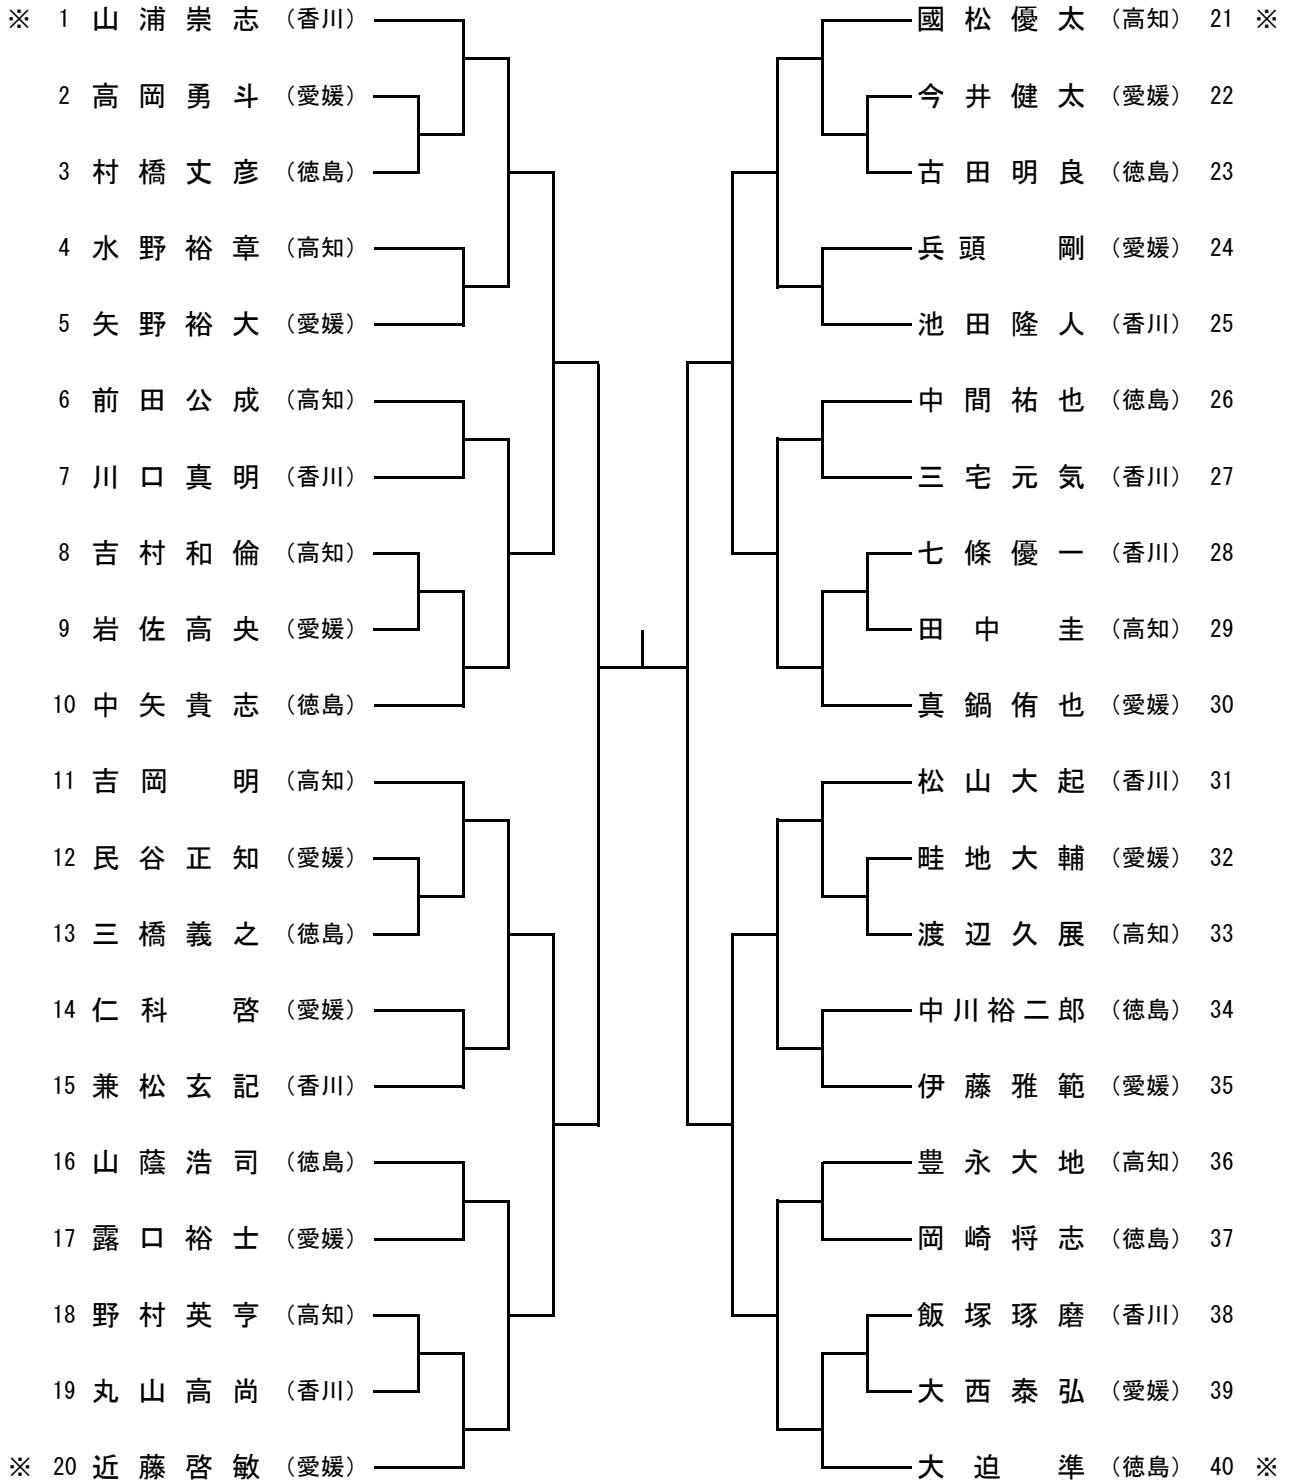 ※ 1 山浦崇志 （香川）
2 高岡勇斗 （愛媛）
3 村橋丈彦 （徳島）
4 水野裕章 （高知）
5 矢野裕大 （愛媛）
6 前田公成 （高知）
7 川口真明 （香川）
8 吉村和倫 （高知）
9 岩佐高央 （愛媛）
10 中矢貴志 （徳島）
11 吉岡 明 （高知）
12 民谷正知 （愛媛）
13 三橋義之 （徳島）
14 仁科 啓 （愛媛）
15 兼松玄記 （香川）
16 山蔭浩司 （徳島）
17 露口裕士 （愛媛）
18 野村英亨 （高知）
19 丸山高尚 （香川）
※ 20 近藤啓敏 （愛媛）
國松優太 （高知） 21 ※
今井健太 （愛媛） 22
古田明良 （徳島） 23
兵頭 剛 （愛媛） 24
池田隆人 （香川） 25
中間祐也 （徳島） 26
三宅元気 （香川） 27
七條優一 （香川） 28
田中 圭 （高知） 29
真鍋侑也 （愛媛） 30
松山大起 （香川） 31
畦地大輔 （愛媛） 32
渡辺久展 （高知） 33
中川裕二郎 （徳島） 34
伊藤雅範 （愛媛） 35
豊永大地 （高知） 36
岡崎将志 （徳島） 37
飯塚琢磨 （香川） 38
大西泰弘 （愛媛） 39
大迫 準 （徳島） 40 ※